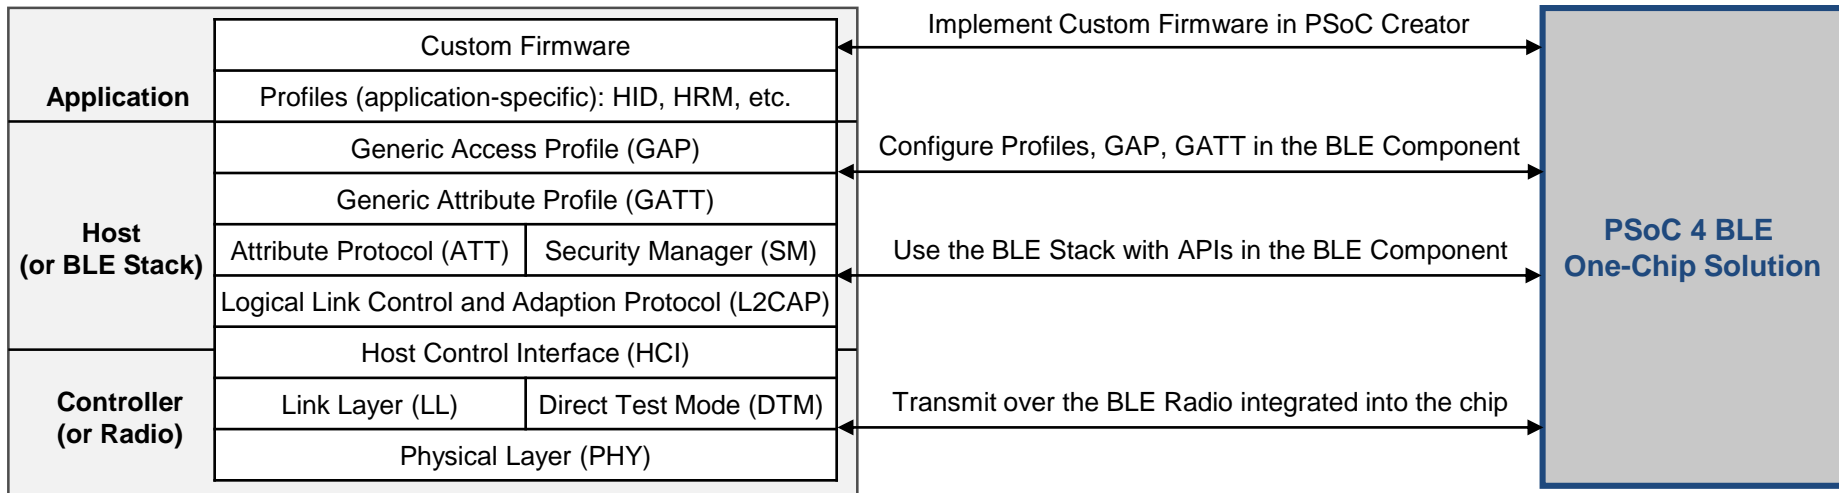 Implement Custom Firmware in PSoC Creator
Custom Firmware
Application
Profiles (application-specific): HID, HRM, etc.
Generic Access Profile (GAP)
Configure Profiles, GAP, GATT in the BLE Component
Generic Attribute Profile (GATT)
Host
(or BLE Stack)
Attribute Protocol (ATT)
Security Manager (SM)
Use the BLE Stack with APIs in the BLE Component
PSoC 4 BLE
One-Chip Solution
Logical Link Control and Adaption Protocol (L2CAP)
Host Control Interface (HCI)
Controller
(or Radio)
Link Layer (LL)
Direct Test Mode (DTM)
Transmit over the BLE Radio integrated into the chip
Physical Layer (PHY)